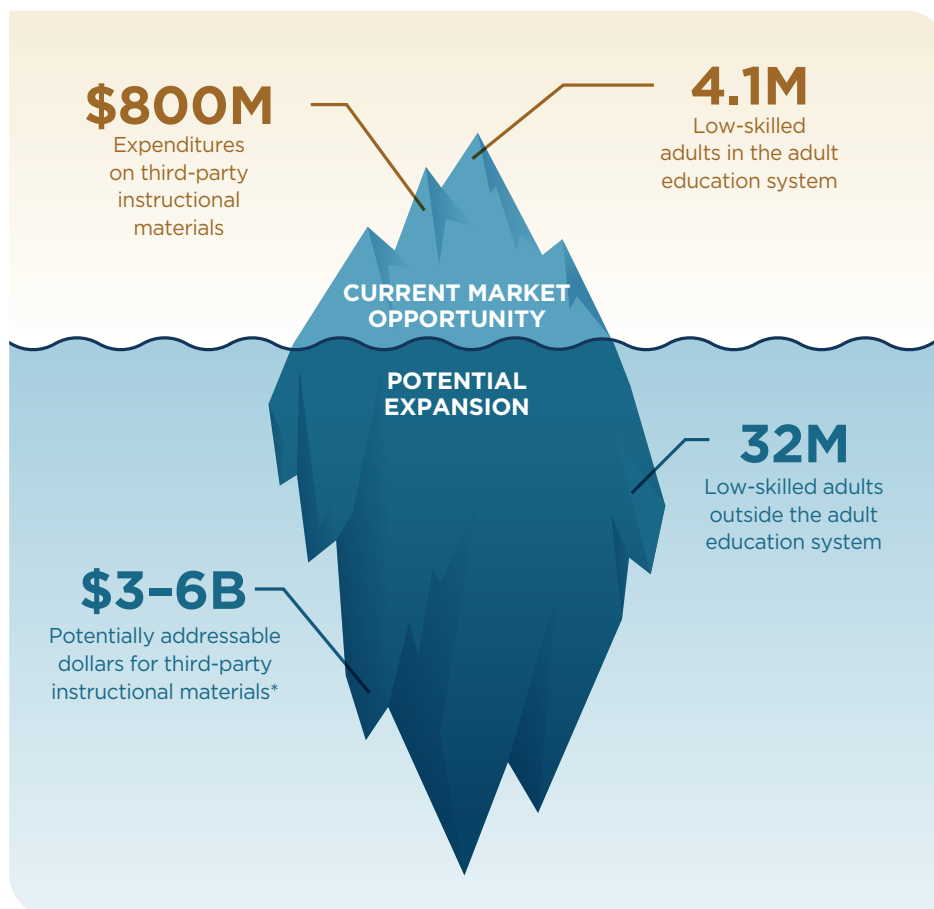 $800M
Expenditures
on third-party
instructional
materials
4.1M
Low-skilled
adults in the adult
education system
CURRENT MARKET
OPPORTUNITY
POTENTIAL
EXPANSION
32M
Low-skilled adults
outside the adult
education system
$3–6B
Potentially addressable
dollars for third-party
instructional materials*